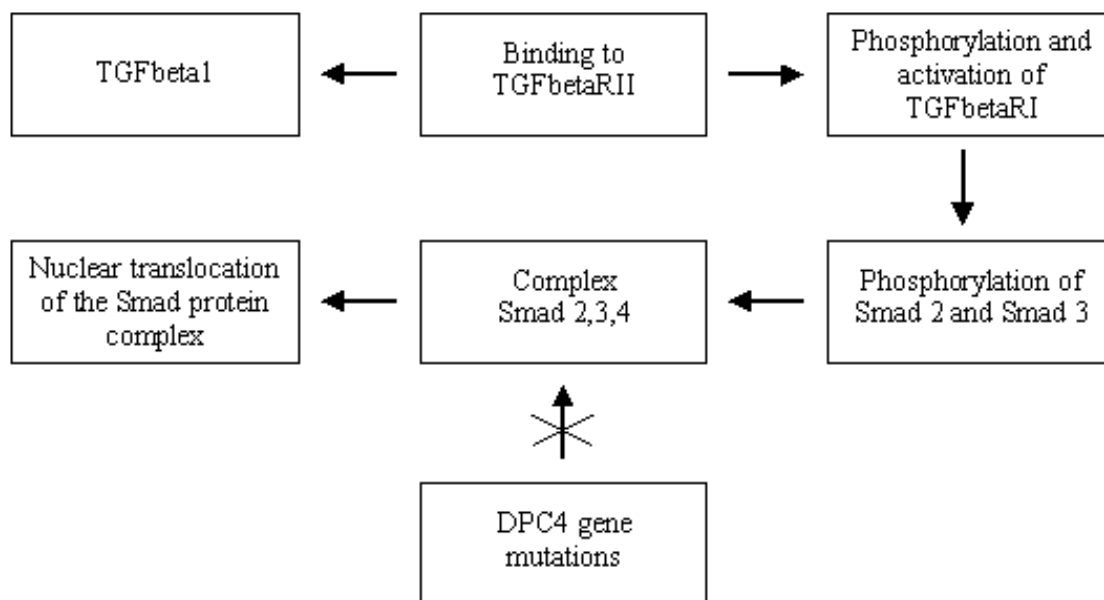 TGFbeta1
Binding to
TGFbetaRII
Phosphorylation and
activation of
TGFbetaRI
Nuclear translocation
of the Smad protein
complex
Complex
Smad 2,3,4
Phosphorylation of
Smad 2 and Smad 3
DPC4 gene
mutations